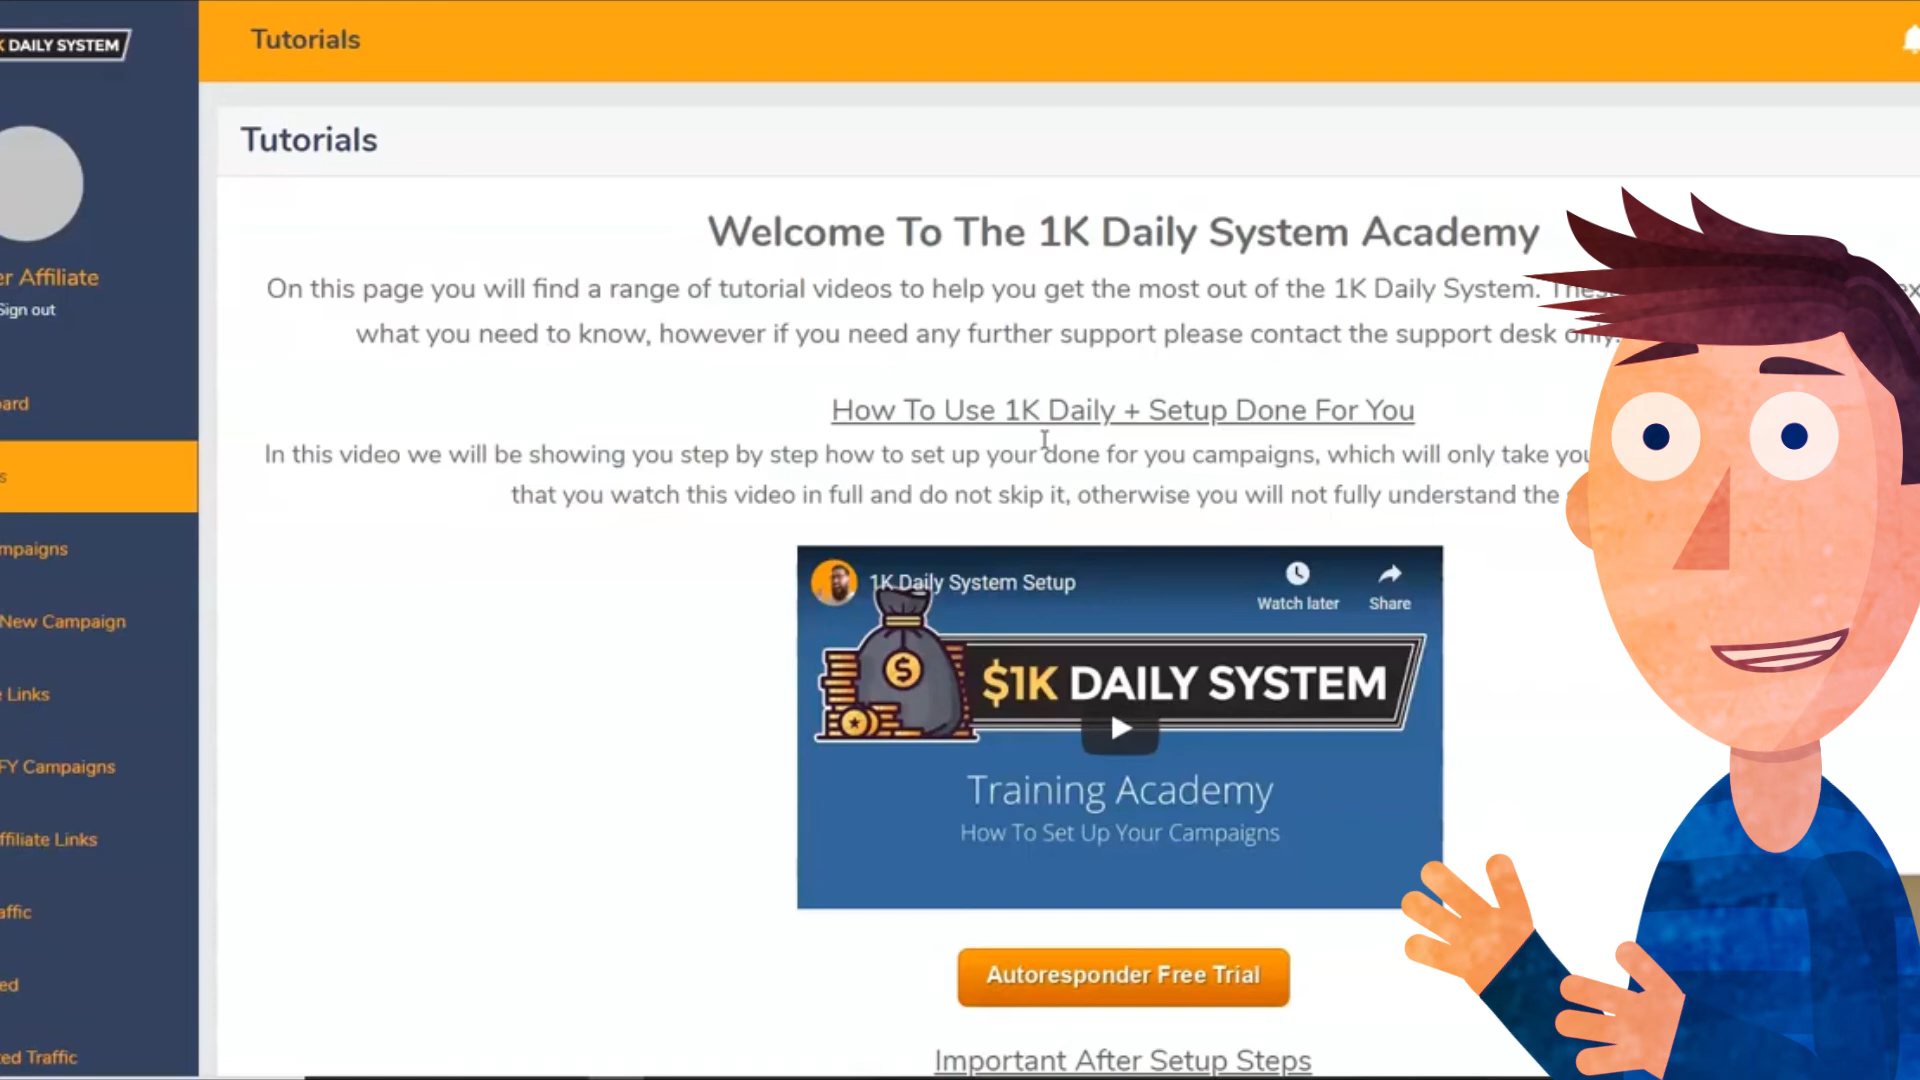 DAILY SYSTEM
Tutorials
Tutorials
Affiliate
Sign out
New Campaign
Links
Campaigns
Links
Traffic
Welcome To The 1K Daily System Academy
On this page you will find a range of tutorial videos to help you get the most out of the 1K Daily System. These
what you need to know, however if you need any further support please contact the support desk only.
How To Use 1K Daily + Setup Done For You
In this video we will be showing you step by step how to set up your done for you campaigns, which will only take you
that you watch this video in full and do not skip it, otherwise you will not fully understand the
1K Daily System Setup
Watch later
Share
$1K DAILY SYSTEM
Training Academy
How To Set Up Your Campaigns
Autoresponder Free Trial
Important After Setup Steps